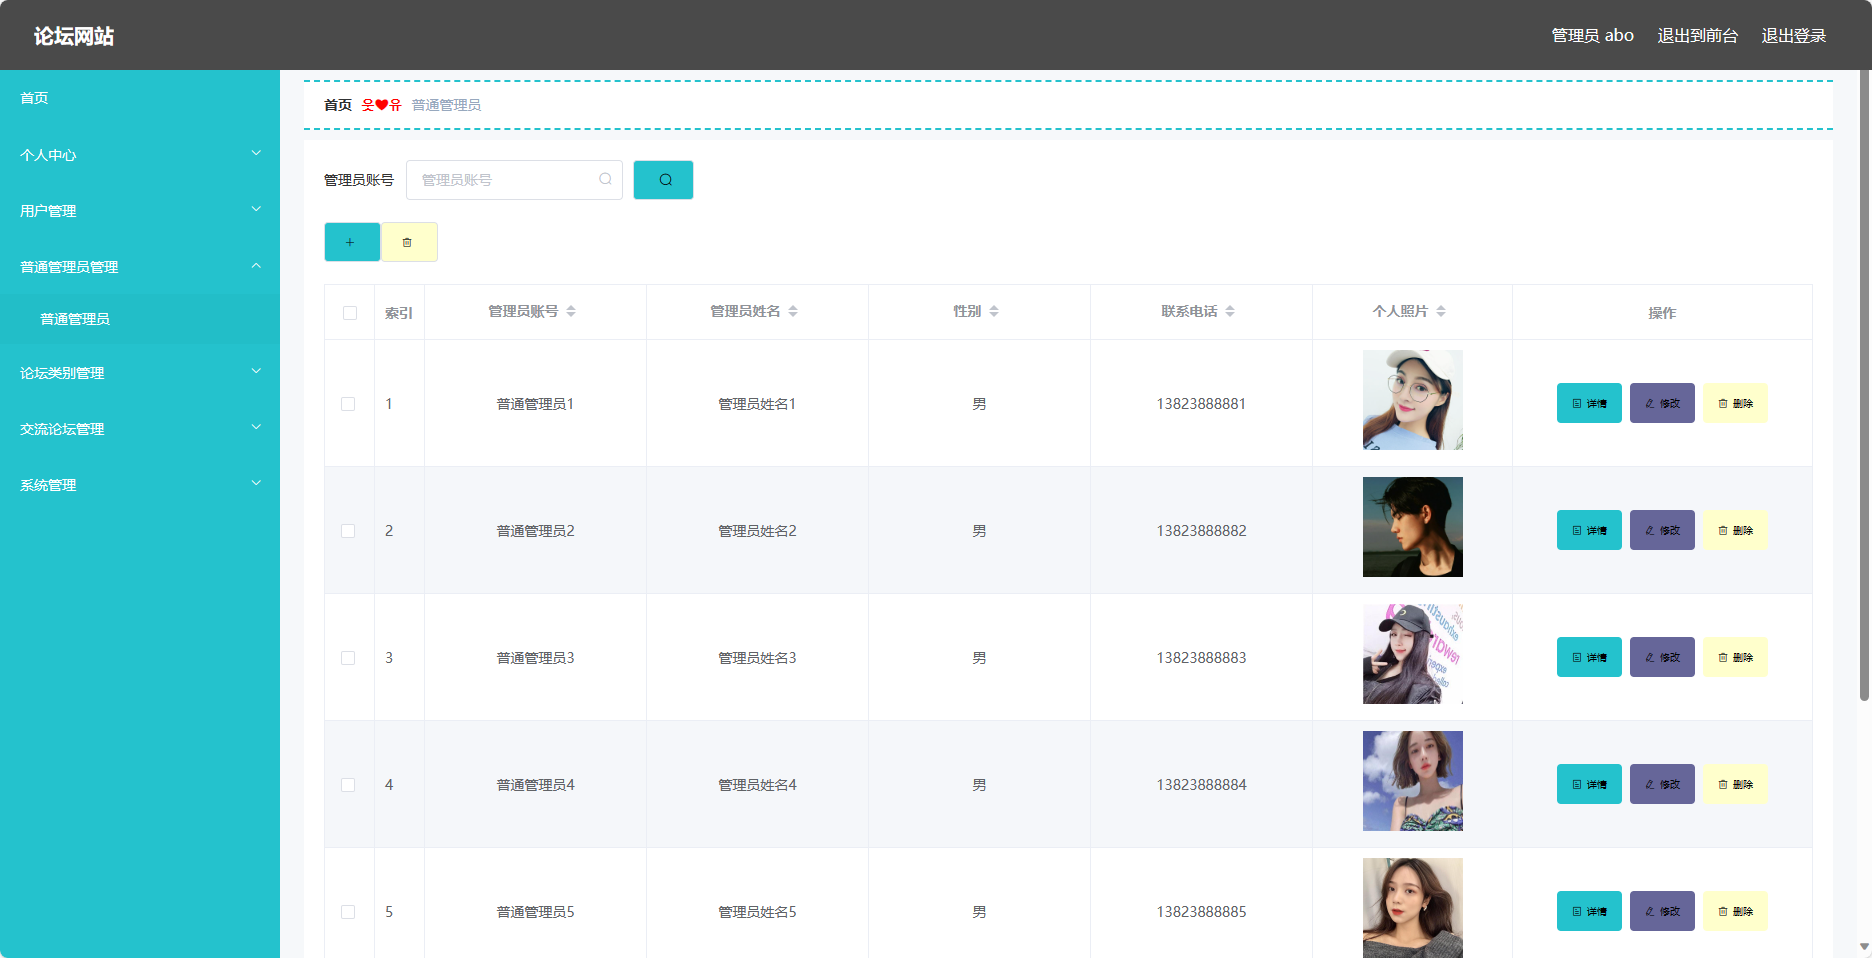 论坛网站
管理员 abo 退出到前台 退出登录
首页
个人中心
用户管理
普通管理员管理
普通管理员
论坛类别管理
交流论坛管理
系统管理
首页 웃❤유 普通管理员
管理员账号 管理员账号
索引 管理员账号 管理员姓名 性别 联系电话 个人照片 操作
1 普通管理员1 管理员姓名1 男 13823888881 详情 修改 删除
2 普通管理员2 管理员姓名2 男 13823888882 详情 修改 删除
3 普通管理员3 管理员姓名3 男 13823888883 详情 修改 删除
4 普通管理员4 管理员姓名4 男 13823888884 详情 修改 删除
5 普通管理员5 管理员姓名5 男 13823888885 详情 修改 删除